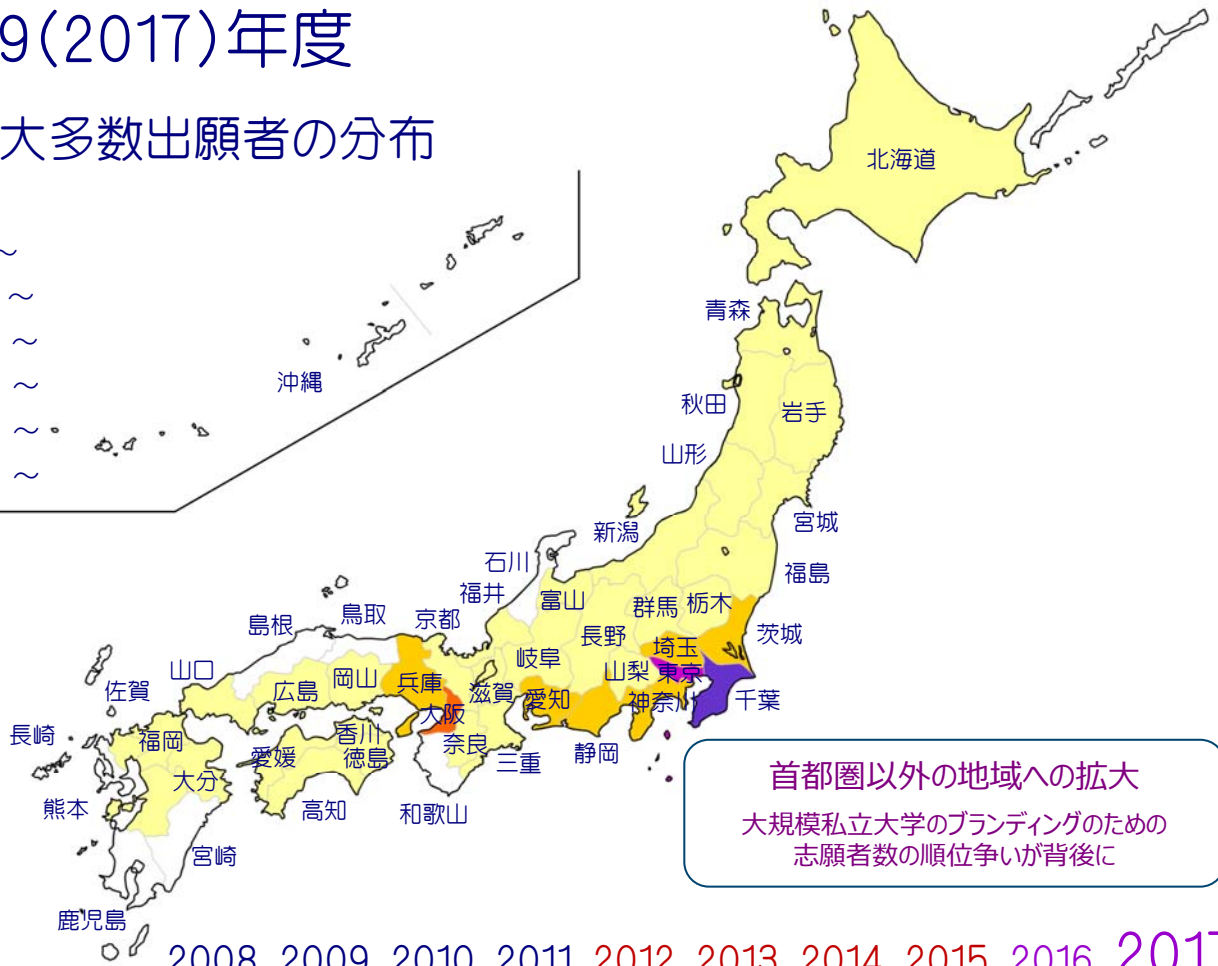 9(2017)年度
大多数出願者の分布
～
～
～
～
～
～
北海道
青森
沖縄
秋田
岩手
山形
宮城
新潟
石川
福島
福井
富山
群馬
栃木
鳥取
京都
島根
茨城
長野
埼玉
岐阜
山口
山梨
東京
岡山
兵庫
滋賀
佐賀
広島
愛知
神奈川
千葉
大阪
長崎
福岡
香川
奈良
静岡
愛媛
徳島
三重
大分
熊本
高知
和歌山
宮崎
鹿児島
首都圏以外の地域への拡大
大規模私立大学のブランディングのための
志願者数の順位争いが背後に
2008 2009 2010 2011 2012 2013 2014 2015 2016 2017